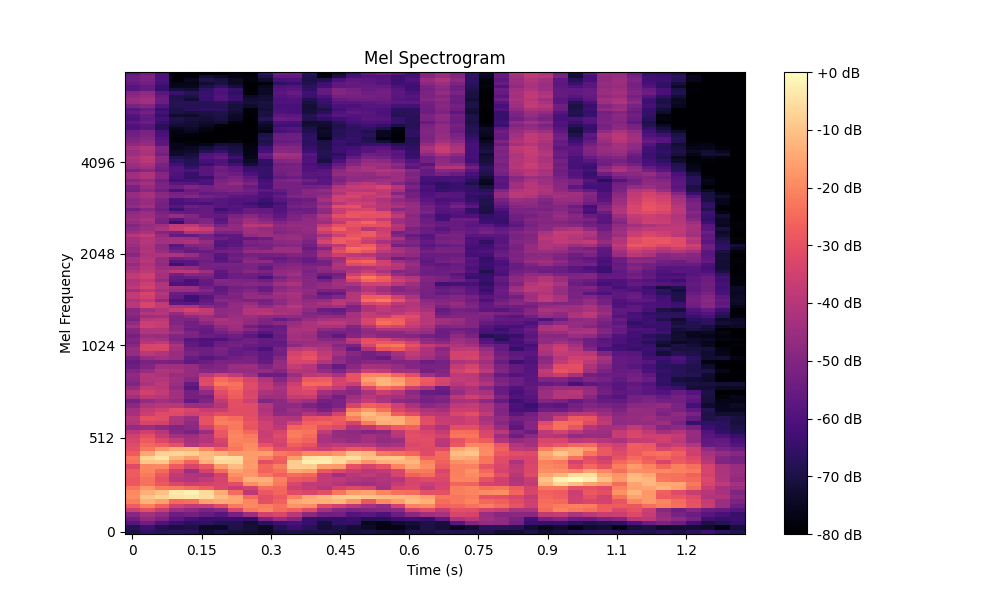 Mel Spectrogram
Mel Frequency
4096
2048
1024
512
0
0
0.15
0.3
0.45
0.6
0.75
0.9
1.1
1.2
Time (s)
+0 dB
-10 dB
-20 dB
-30 dB
-40 dB
-50 dB
-60 dB
-70 dB
-80 dB